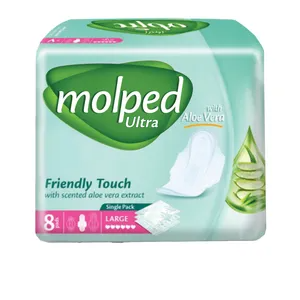 molped
Ultra
with
Aloe Vera
Friendly Touch
with scented aloe vera extract
Single Pack
8
LARGE